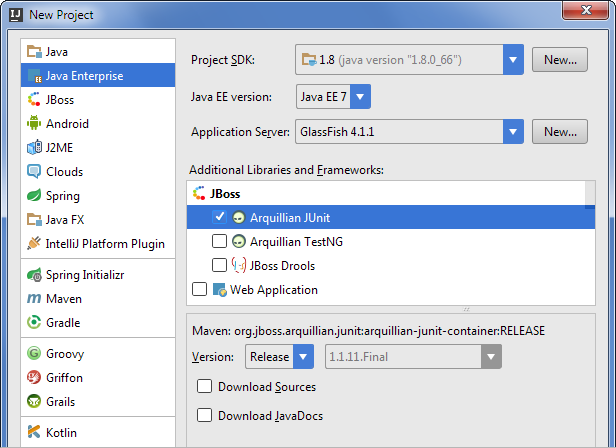 New Project
Java
Java Enterprise
JBoss
Android
J2ME
Clouds
Spring
Java FX
IntelliJ Platform Plugin
Spring Initializr
Maven
Gradle
Groovy
Griffon
Grails
Kotlin
Project SDK: 1.8 (java version "1.8.0_66") New...
Java EE version: Java EE 7
Application Server: GlassFish 4.1.1 New...
Additional Libraries and Frameworks:
JBoss
Arquillian JUnit
Arquillian TestNG
JBoss Drools
Web Application
Maven: org.jboss.arquillian.junit:arquillian-junit-container:RELEASE
Version: Release 1.1.11.Final
Download Sources
Download JavaDocs